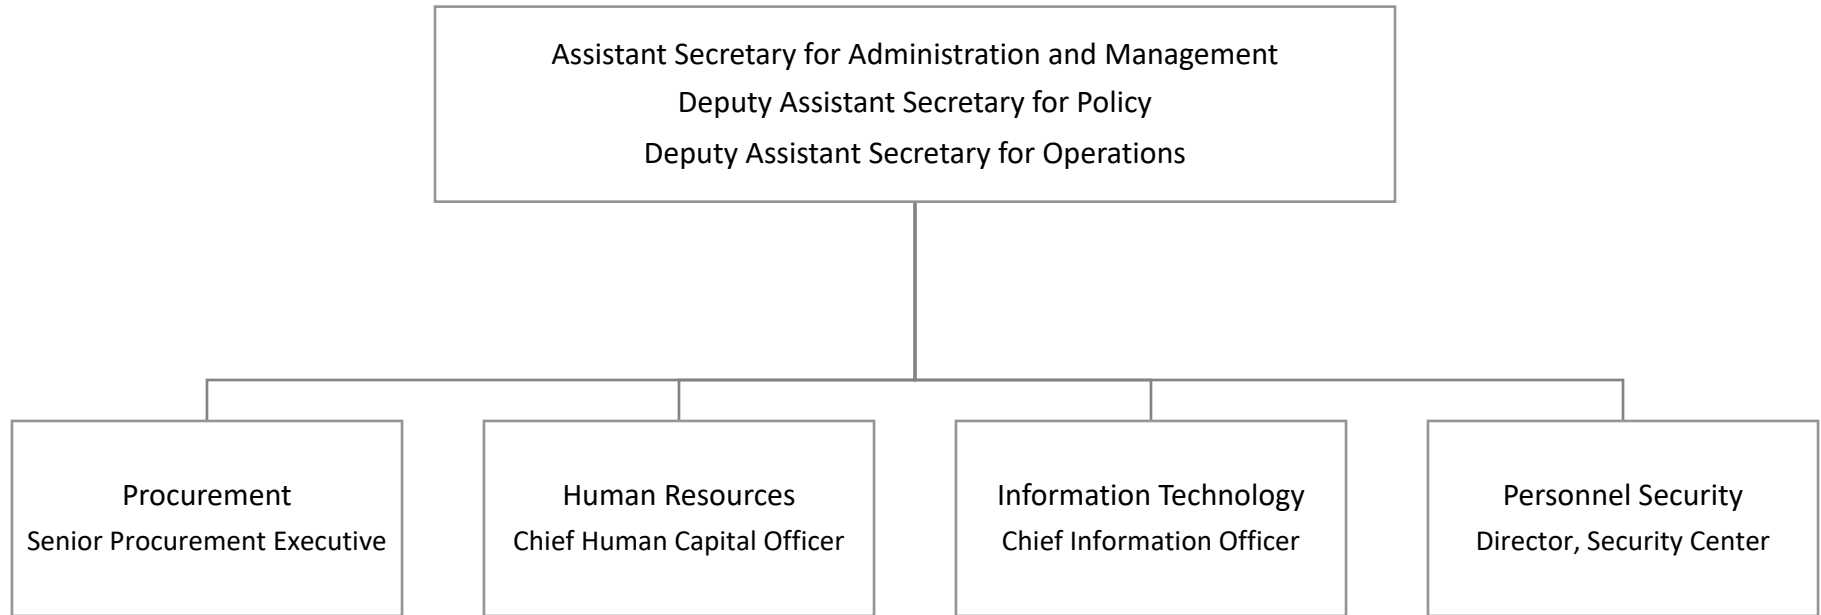 Assistant Secretary for Administration and Management
Deputy Assistant Secretary for Policy
Deputy Assistant Secretary for Operations
Procurement
Senior Procurement Executive
Human Resources
Chief Human Capital Officer
Information Technology
Chief Information Officer
Personnel Security
Director, Security Center